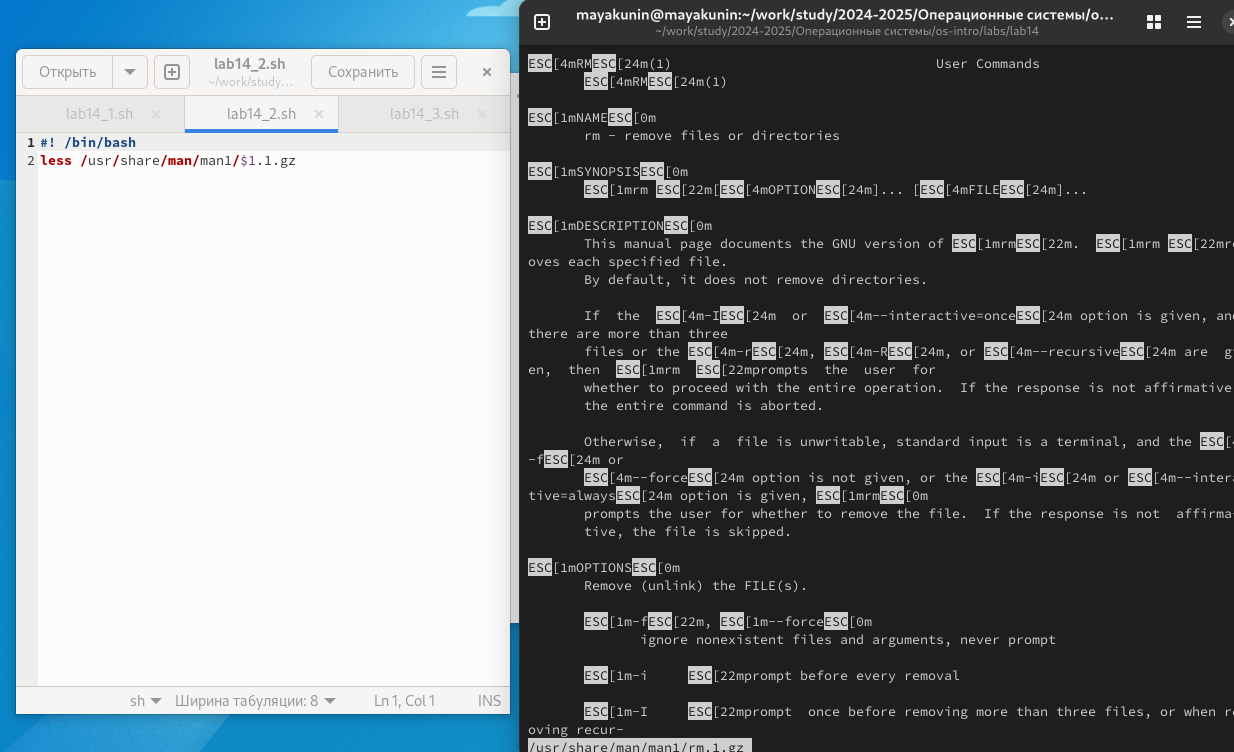 Открыть
lab14_2.sh
~/work/study…
Сохранить
lab14_1.sh
lab14_2.sh
lab14_3.sh
1 #! /bin/bash
2 less /usr/share/man/man1/$1.1.gz
sh
Ширина табуляции: 8
Ln 1, Col 1
INS
mayakunin@mayakunin:~/work/study/2024-2025/Операционные системы/o…
~/work/study/2024-2025/Операционные системы/os-intro/labs/lab14
ESC[4mRMESC[24m(1) User Commands
ESC[4mRMESC[24m(1)
ESC[1mNAMEESC[0m
rm - remove files or directories
ESC[1mSYNOPSISESC[0m
ESC[1mrm ESC[22m[ESC[4mOPTIONESC[24m]... [ESC[4mFILEESC[24m]...
ESC[1mDESCRIPTIONESC[0m
This manual page documents the GNU version of ESC[1mrmESC[22m. ESC[1mrm ESC[22mre
oves each specified file.
By default, it does not remove directories.
If the ESC[4m-IESC[24m or ESC[4m--interactive=onceESC[24m option is given, an
there are more than three
files or the ESC[4m-rESC[24m, ESC[4m-RESC[24m, or ESC[4m--recursiveESC[24m are gi
en, then ESC[1mrm ESC[22mprompts the user for
whether to proceed with the entire operation. If the response is not affirmative
the entire command is aborted.
Otherwise, if a file is unwritable, standard input is a terminal, and the ESC[4
-fESC[24m or
ESC[4m--forceESC[24m option is not given, or the ESC[4m-iESC[24m or ESC[4m--intera
tive=alwaysESC[24m option is given, ESC[1mrmESC[0m
prompts the user for whether to remove the file. If the response is not affirma-
tive, the file is skipped.
ESC[1mOPTIONSESC[0m
Remove (unlink) the FILE(s).
ESC[1m-fESC[22m, ESC[1m--forceESC[0m
ignore nonexistent files and arguments, never prompt
ESC[1m-i ESC[22mprompt before every removal
ESC[1m-I ESC[22mprompt once before removing more than three files, or when re
oving recur-
/usr/share/man/man1/rm.1.gz